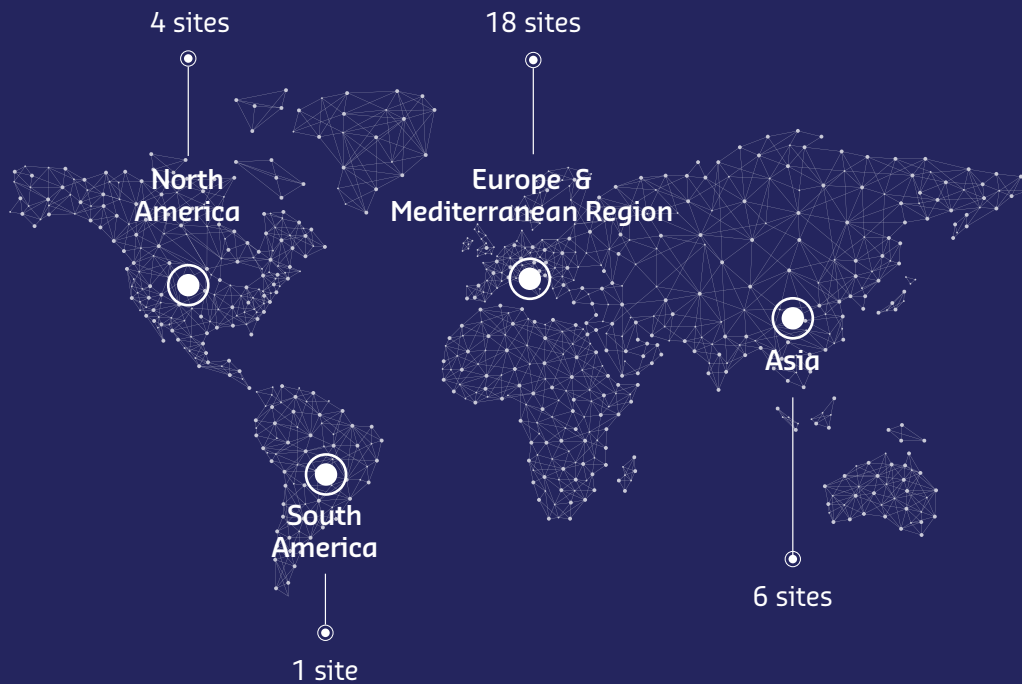 4 sites
18 sites
North
America
Europe &
Mediterranean Region
Asia
South
America
6 sites
1 site